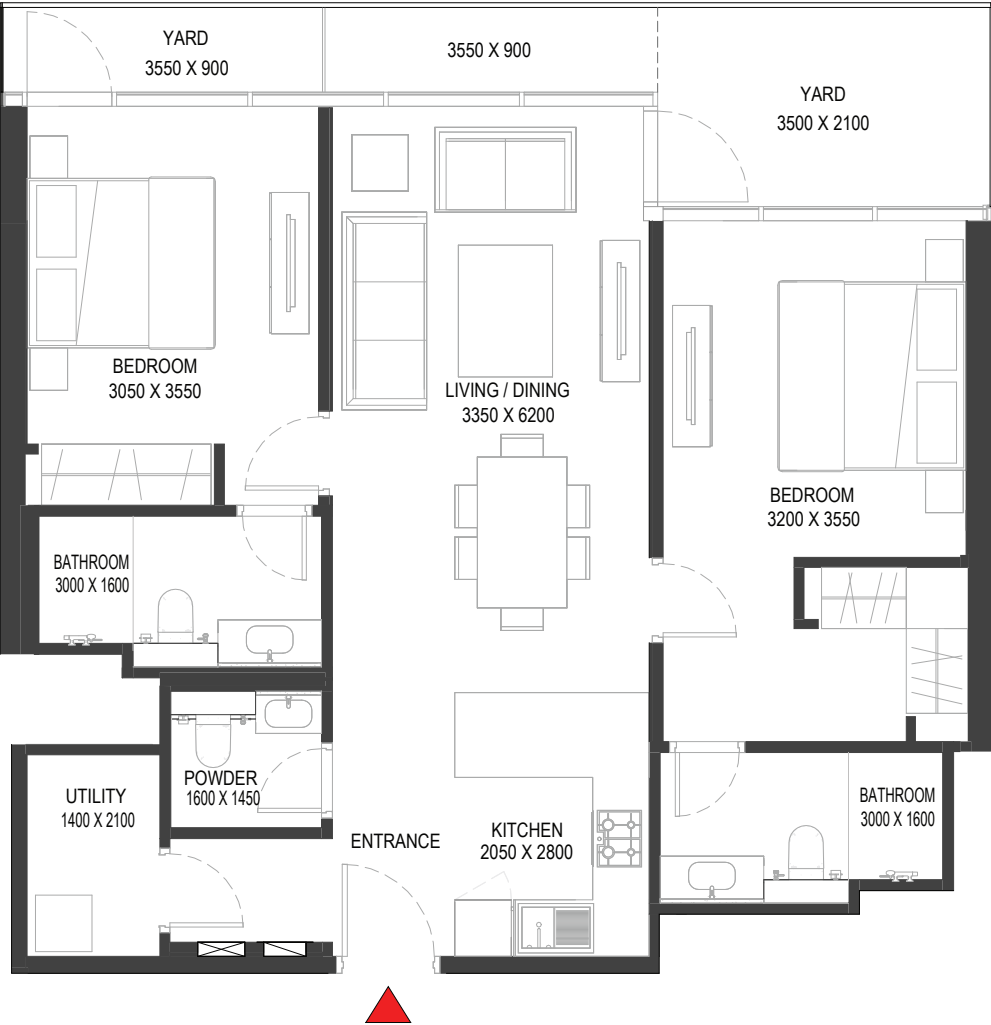 YARD
3550 X 900
3550 X 900
YARD
3500 X 2100
BEDROOM
3050 X 3550
LIVING / DINING
3350 X 6200
BEDROOM
3200 X 3550
BATHROOM
3000 X 1600
POWDER
1600 X 1450
UTILITY
1400 X 2100
ENTRANCE
KITCHEN
2050 X 2800
BATHROOM
3000 X 1600